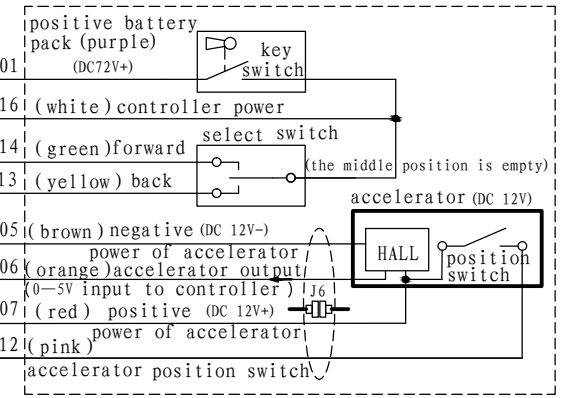 positive battery
pack (purple)
key
01
(DC72V+)
switch
16 (white) controller power
select switch
14 (green) forward
(the middle position is empty)
13 (yellow) back
accelerator (DC 12V)
05 (brown) negative (DC 12V-)
power of accelerator
HALL
position
switch
06 (orange) accelerator output
(0—5V input to controller) J6
07 (red) positive (DC 12V+)
power of accelerator
12 (pink)
accelerator position switch